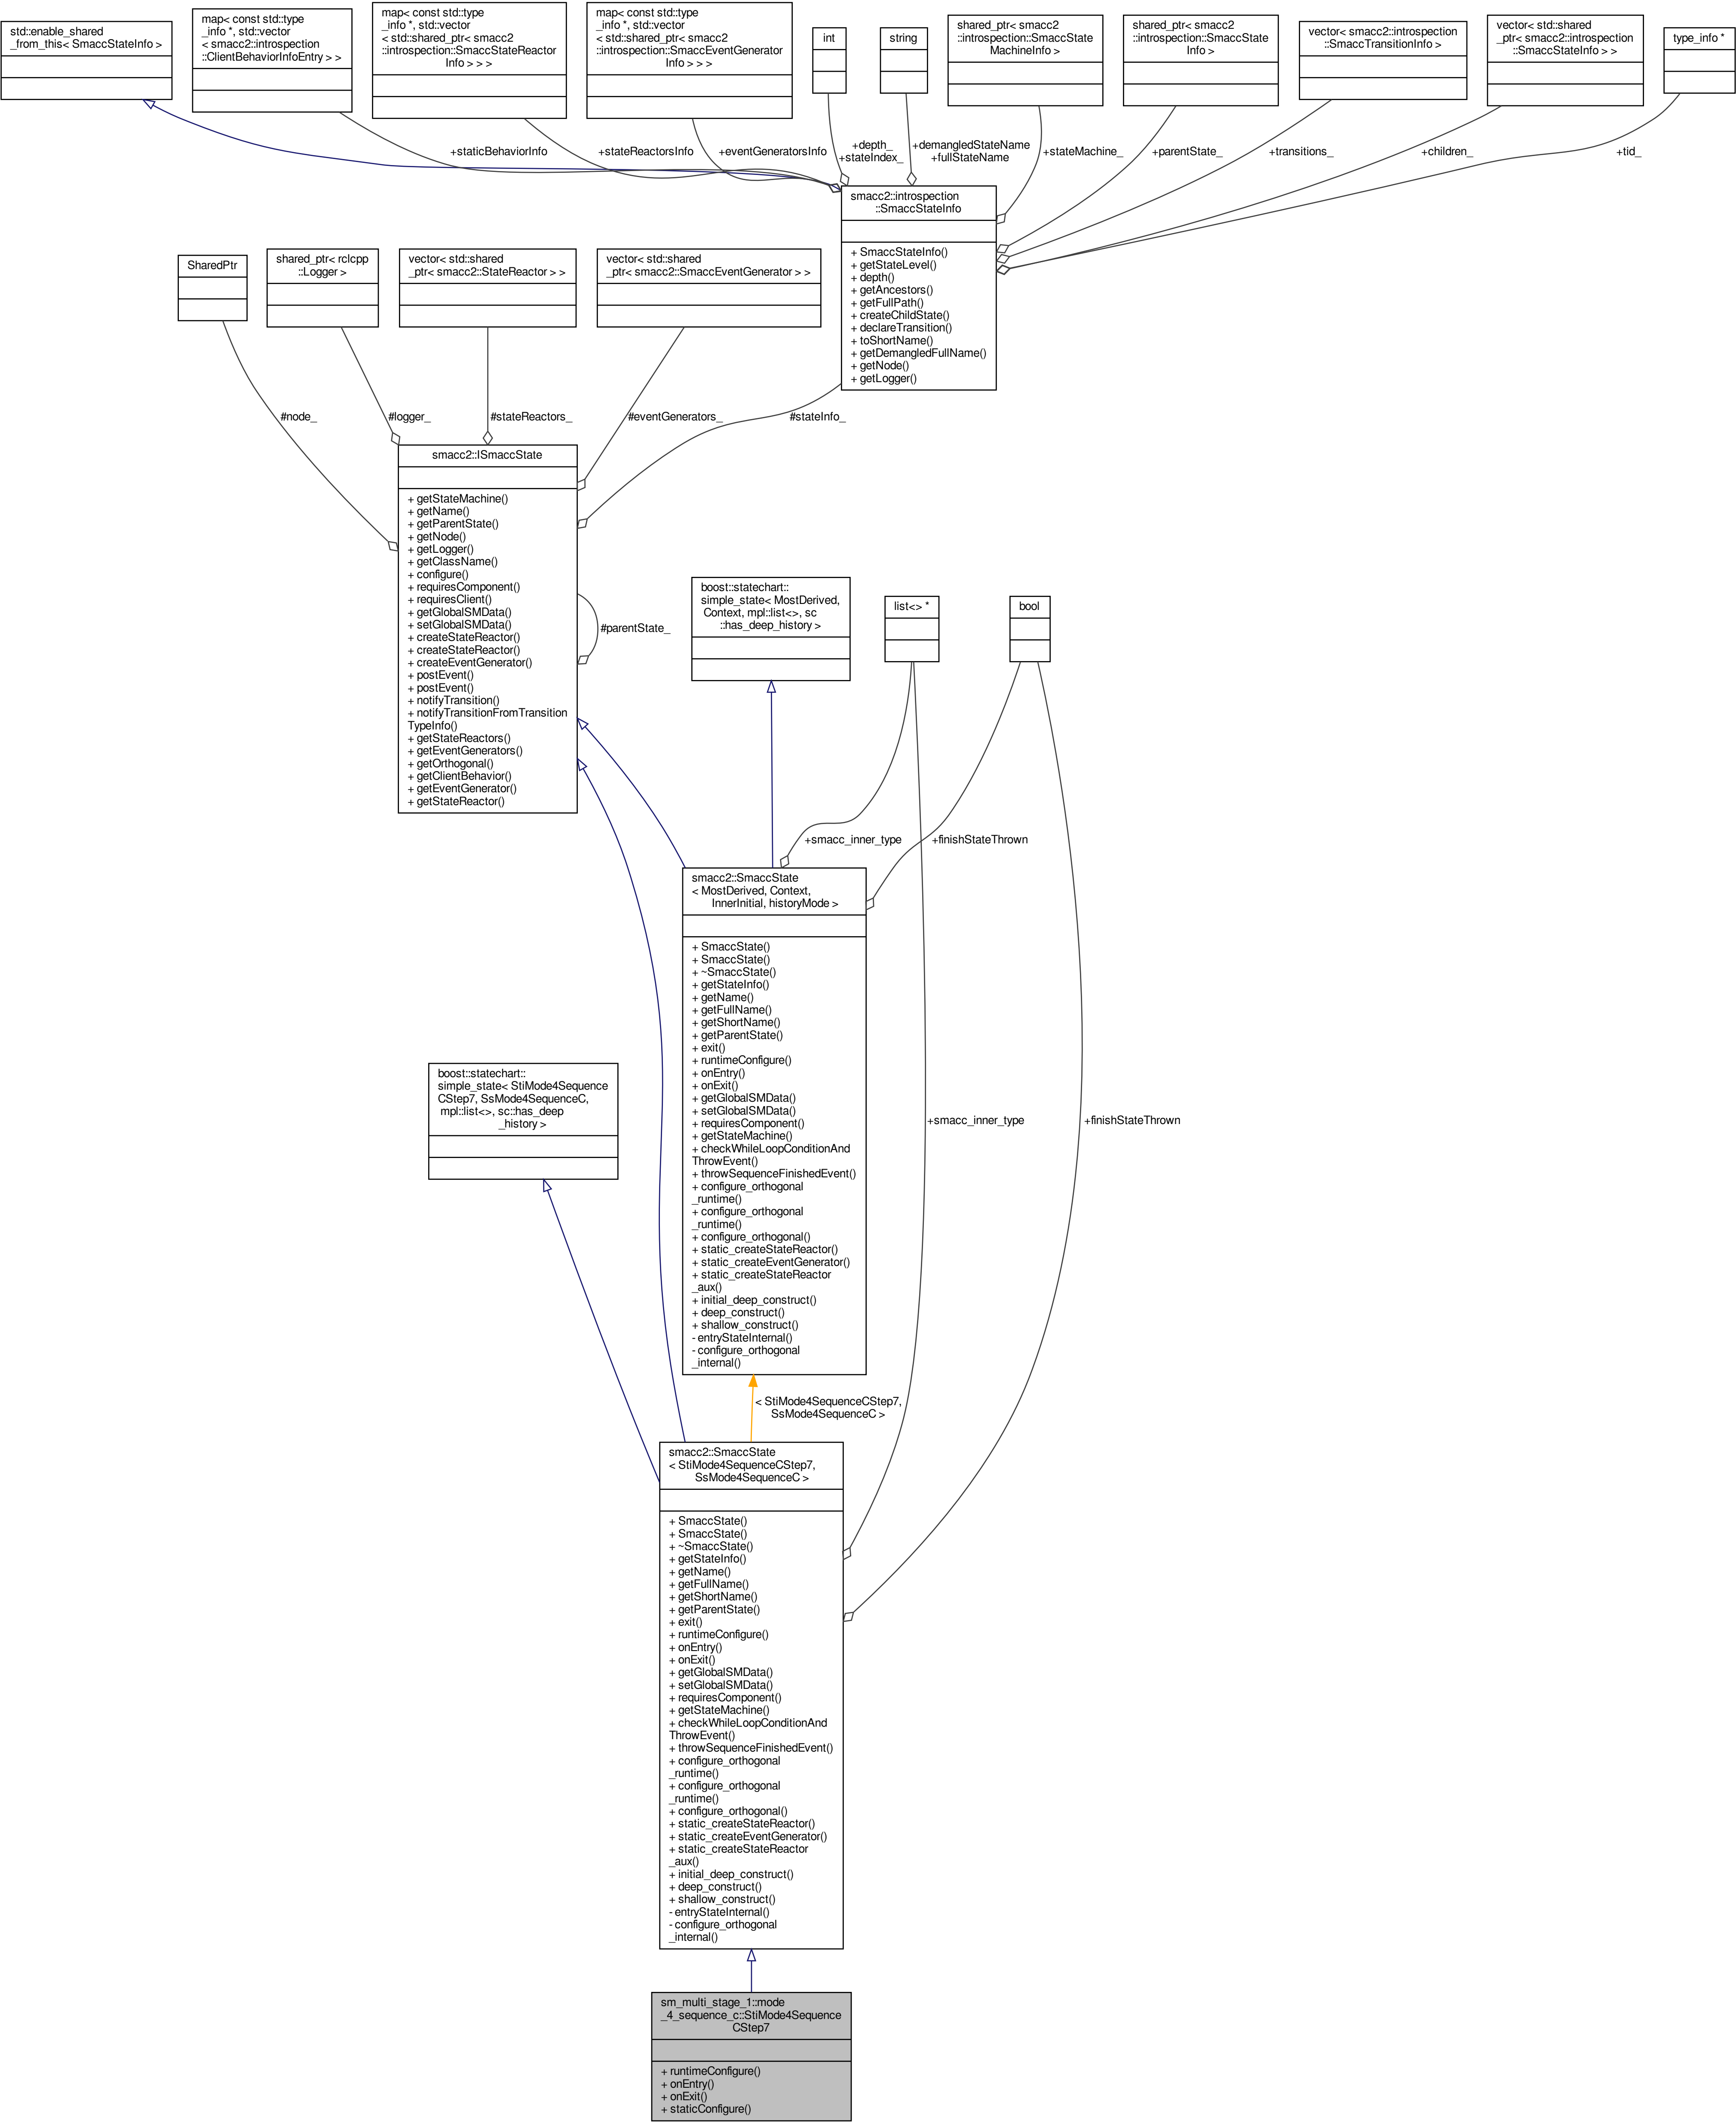 std::enable_shared
_from_this< SmaccStateInfo >
map< const std::type
_info *, std::vector
< smacc2::introspection
::ClientBehaviorInfoEntry > >
map< const std::type
_info *, std::vector
< std::shared_ptr< smacc2
::introspection::SmaccStateReactor
Info > > >
map< const std::type
_info *, std::vector
< std::shared_ptr< smacc2
::introspection::SmaccEventGenerator
Info > > >
int
string
shared_ptr< smacc2
::introspection::SmaccState
MachineInfo >
shared_ptr< smacc2
::introspection::SmaccState
Info >
vector< smacc2::introspection
::SmaccTransitionInfo >
vector< std::shared
_ptr< smacc2::introspection
::SmaccStateInfo > >
type_info *
+staticBehaviorInfo
+stateReactorsInfo
+eventGeneratorsInfo
+depth_
+stateIndex_
+demangledStateName
+fullStateName
+stateMachine_
+parentState_
+transitions_
+children_
+tid_
smacc2::introspection
::SmaccStateInfo
+ SmaccStateInfo()
+ getStateLevel()
+ depth()
+ getAncestors()
+ getFullPath()
+ createChildState()
+ declareTransition()
+ toShortName()
+ getDemangledFullName()
+ getNode()
+ getLogger()
SharedPtr
shared_ptr< rclcpp
::Logger >
vector< std::shared
_ptr< smacc2::StateReactor > >
vector< std::shared
_ptr< smacc2::SmaccEventGenerator > >
#node_
#logger_
#stateReactors_
#eventGenerators_
#stateInfo_
smacc2::ISmaccState
+ getStateMachine()
+ getName()
+ getParentState()
+ getNode()
+ getLogger()
+ getClassName()
+ configure()
+ requiresComponent()
+ requiresClient()
+ getGlobalSMData()
+ setGlobalSMData()
+ createStateReactor()
+ createStateReactor()
+ createEventGenerator()
+ postEvent()
+ postEvent()
+ notifyTransition()
+ notifyTransitionFromTransition
TypeInfo()
+ getStateReactors()
+ getEventGenerators()
+ getOrthogonal()
+ getClientBehavior()
+ getEventGenerator()
+ getStateReactor()
#parentState_
boost::statechart::
simple_state< MostDerived,
Context, mpl::list<>, sc
::has_deep_history >
list<> *
bool
+smacc_inner_type
+finishStateThrown
smacc2::SmaccState
< MostDerived, Context,
InnerInitial, historyMode >
+ SmaccState()
+ SmaccState()
+ ~SmaccState()
+ getStateInfo()
+ getName()
+ getFullName()
+ getShortName()
+ getParentState()
+ exit()
+ runtimeConfigure()
+ onEntry()
+ onExit()
+ getGlobalSMData()
+ setGlobalSMData()
+ requiresComponent()
+ getStateMachine()
+ checkWhileLoopConditionAnd
ThrowEvent()
+ throwSequenceFinishedEvent()
+ configure_orthogonal
_runtime()
+ configure_orthogonal
_runtime()
+ configure_orthogonal()
+ static_createStateReactor()
+ static_createEventGenerator()
+ static_createStateReactor
_aux()
+ initial_deep_construct()
+ deep_construct()
+ shallow_construct()
- entryStateInternal()
- configure_orthogonal
_internal()
boost::statechart::
simple_state< StiMode4Sequence
CStep7, SsMode4SequenceC,
mpl::list<>, sc::has_deep
_history >
+smacc_inner_type
+finishStateThrown
< StiMode4SequenceCStep7,
SsMode4SequenceC >
smacc2::SmaccState
< StiMode4SequenceCStep7,
SsMode4SequenceC >
+ SmaccState()
+ SmaccState()
+ ~SmaccState()
+ getStateInfo()
+ getName()
+ getFullName()
+ getShortName()
+ getParentState()
+ exit()
+ runtimeConfigure()
+ onEntry()
+ onExit()
+ getGlobalSMData()
+ setGlobalSMData()
+ requiresComponent()
+ getStateMachine()
+ checkWhileLoopConditionAnd
ThrowEvent()
+ throwSequenceFinishedEvent()
+ configure_orthogonal
_runtime()
+ configure_orthogonal
_runtime()
+ configure_orthogonal()
+ static_createStateReactor()
+ static_createEventGenerator()
+ static_createStateReactor
_aux()
+ initial_deep_construct()
+ deep_construct()
+ shallow_construct()
- entryStateInternal()
- configure_orthogonal
_internal()
sm_multi_stage_1::mode
_4_sequence_c::StiMode4Sequence
CStep7
+ runtimeConfigure()
+ onEntry()
+ onExit()
+ staticConfigure()